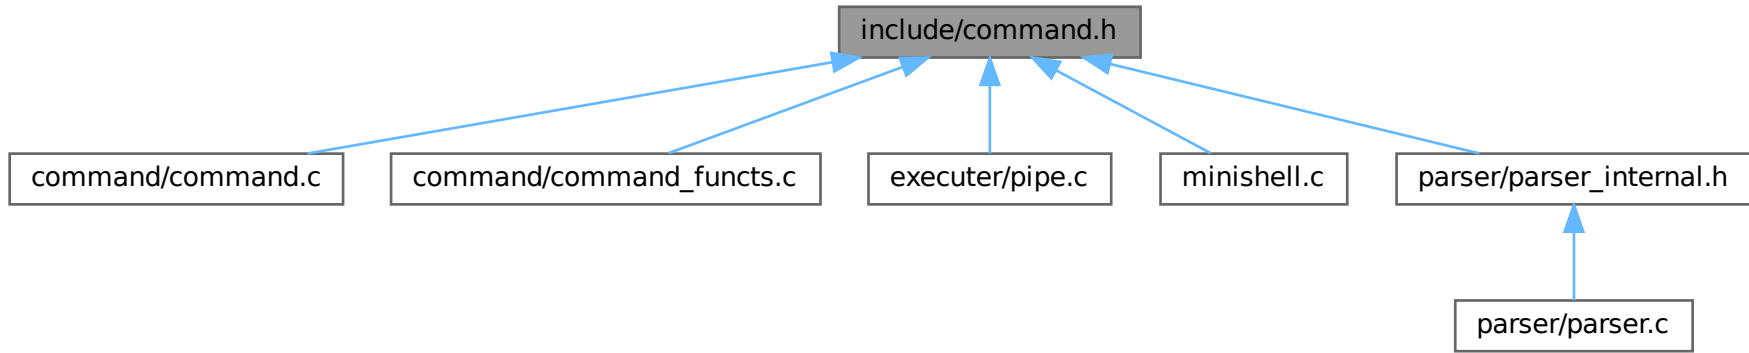 include/command.h
command/command.c
command/command_functs.c
executer/pipe.c
minishell.c
parser/parser_internal.h
parser/parser.c